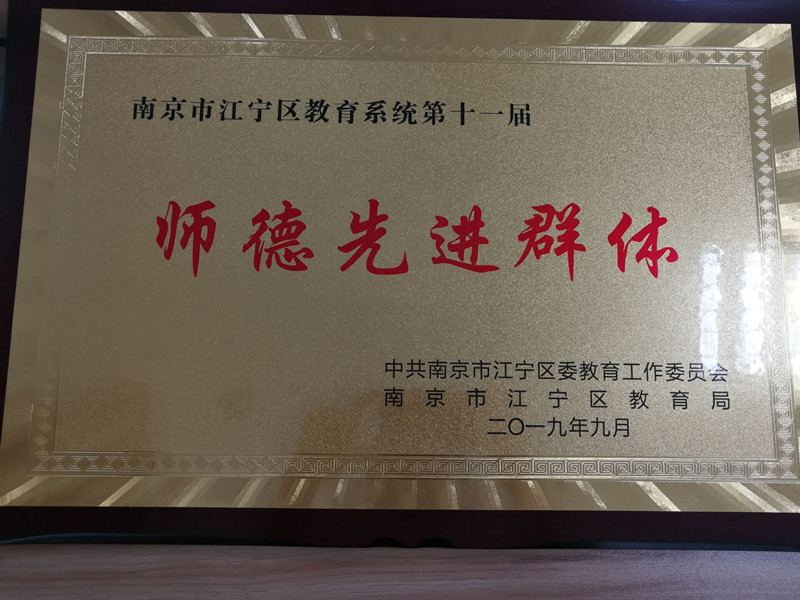 南京市江宁区教育系统第十一届
师德先进群体
中共南京市江宁区委教育工作委员会
南京市江宁区教育局
二〇一九年九月